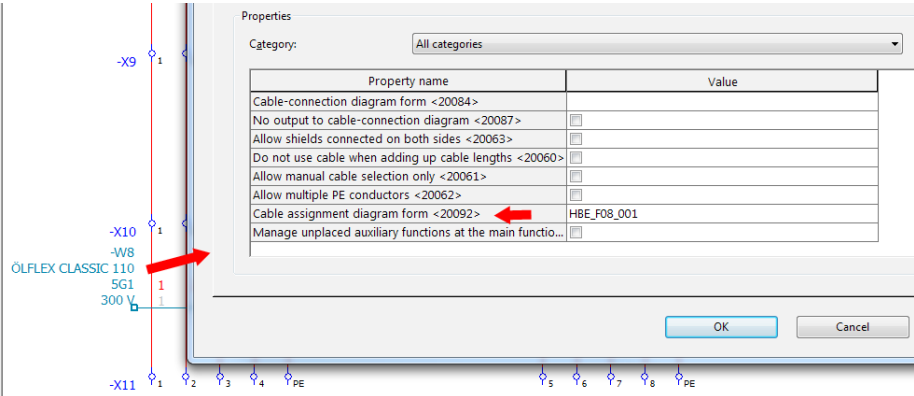 Properties
Category: All categories
Property name Value
Cable-connection diagram form <20084>
No output to cable-connection diagram <20087>
Allow shields connected on both sides <20063>
Do not use cable when adding up cable lengths <20060>
Allow manual cable selection only <20061>
Allow multiple PE conductors <20062>
Cable assignment diagram form <20092> HBE_F08_001
Manage unplaced auxiliary functions at the main functio...
OK Cancel
-X9 1
-X10 1
-W8
ÖLFLEX CLASSIC 110
5G1 1
300 V 1
-X11 1 2 3 4 PE 5 6 7 8 PE